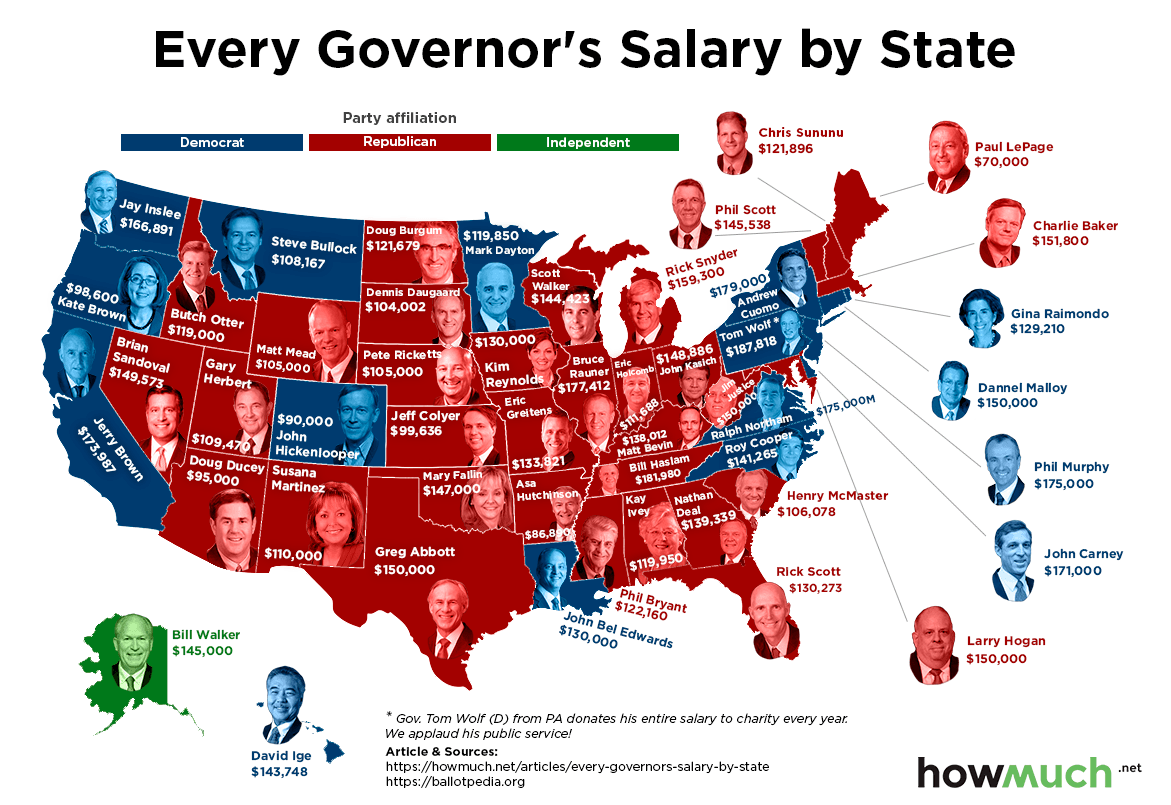 Every Governor's Salary by State
Party affiliation
Democrat
Republican
Independent
Chris Sununu
$121,896
Paul LePage
$70,000
Phil Scott
$145,538
Charlie Baker
$151,800
Jay Inslee
$166,891
Steve Bullock
$108,167
Doug Burgum
$121,679
$119,850
Mark Dayton
Rick Snyder
$159,300
$179,000
Andrew
Cuomo
Scott
Walker
$144,423
$98,600
Kate Brown
Butch Otter
$119,000
Dennis Daugaard
$104,002
Gina Raimondo
$129,210
Tom Wolf *
$187,818
Brian
Sandoval
$149,573
Gary
Herbert
$109,470
Matt Mead
$105,000
Pete Ricketts
$105,000
$130,000
Kim
Reynolds
Bruce
Rauner
$177,412
Eric
Holcomb
$111,688
$148,886
John Kasich
Jim
Justice
$150,000
Dannel Malloy
$150,000
$175,000M
Ralph Northam
Jerry Brown
$173,987
$90,000
John
Hickenlooper
Jeff Colyer
$99,636
Eric
Greitens
$133,821
$138,012
Matt Bevin
Roy Cooper
$141,265
Phil Murphy
$175,000
Doug Ducey
$95,000
Susana
Martinez
$110,000
Mary Fallin
$147,000
Asa
Hutchinson
Bill Haslam
$181,980
Kay
Ivey
$119,950
Nathan
Deal
$139,339
Henry McMaster
$106,078
Greg Abbott
$150,000
John Carney
$171,000
Rick Scott
$130,273
Phil Bryant
$122,160
John Bel Edwards
$130,000
Bill Walker
$145,000
Larry Hogan
$150,000
David Ige
$143,748
* Gov. Tom Wolf (D) from PA donates his entire salary to charity every year.
We applaud his public service!
Article & Sources:
https://howmuch.net/articles/every-governors-salary-by-state
https://ballotpedia.org
howmuch.net